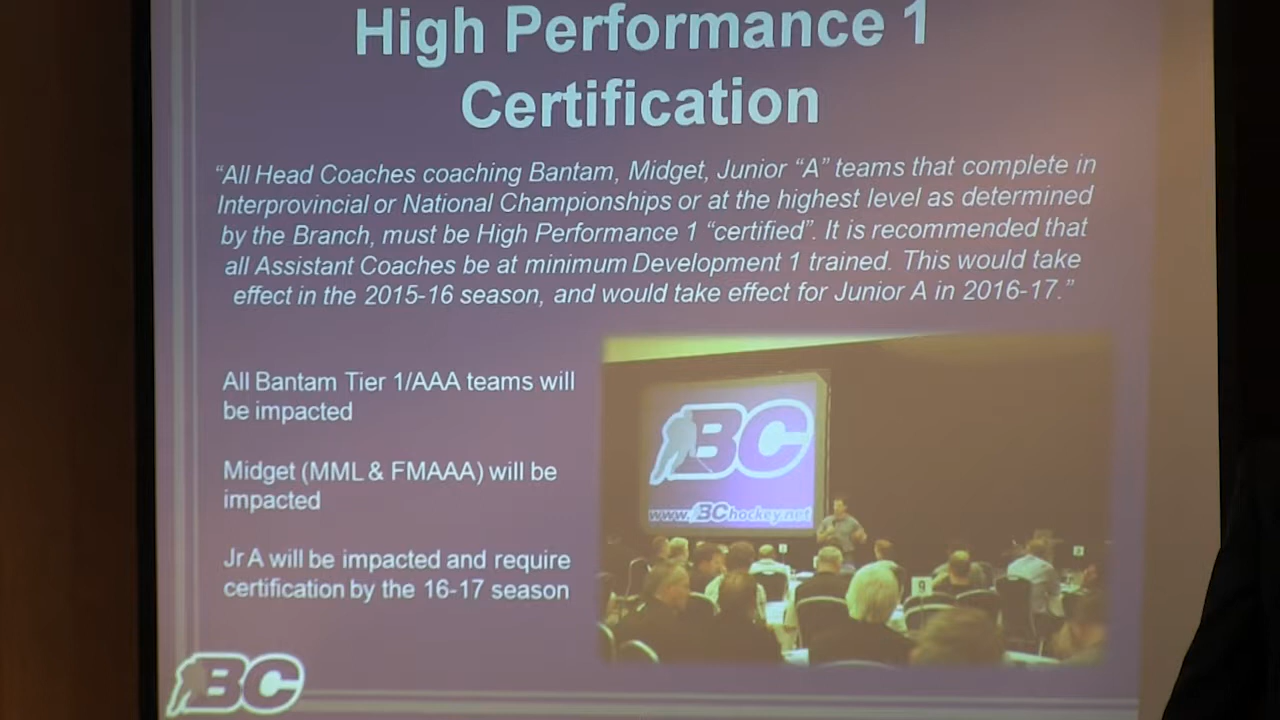 High Performance 1
Certification
“All Head Coaches coaching Bantam, Midget, Junior “A” teams that complete in
Interprovincial or National Championships or at the highest level as determined
by the Branch, must be High Performance 1 “certified”. It is recommended that
all Assistant Coaches be at minimum Development 1 trained. This would take
effect in the 2015-16 season, and would take effect for Junior A in 2016-17.”
All Bantam Tier 1/AAA teams will
be impacted
Midget (MML & FMAAA) will be
impacted
Jr A will be impacted and require
certification by the 16-17 season
BC
www.BChockey.net
BC